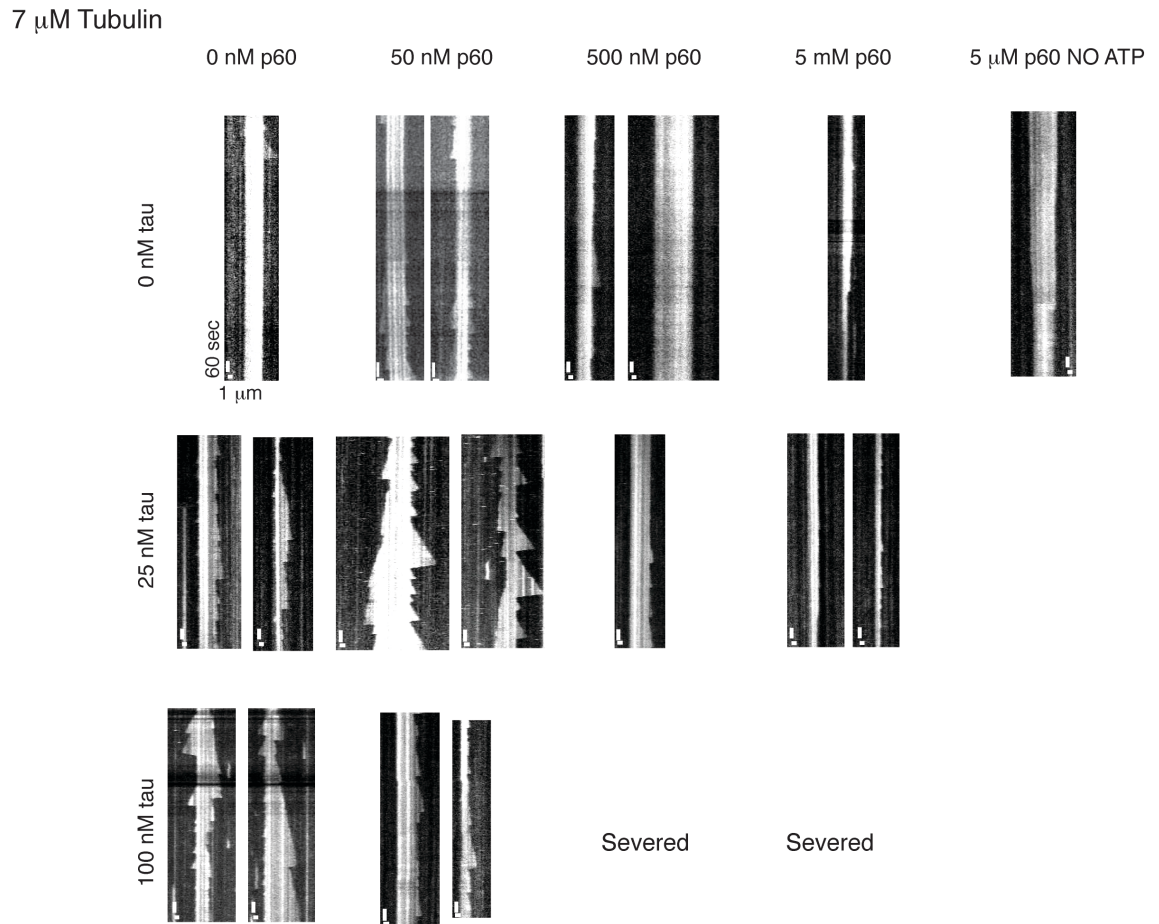 7 μM Tubulin
0 nM p60
50 nM p60
500 nM p60
5 mM p60
5 μM p60 NO ATP
0 nM tau
60 sec
1 μm
25 nM tau
100 nM tau
Severed
Severed